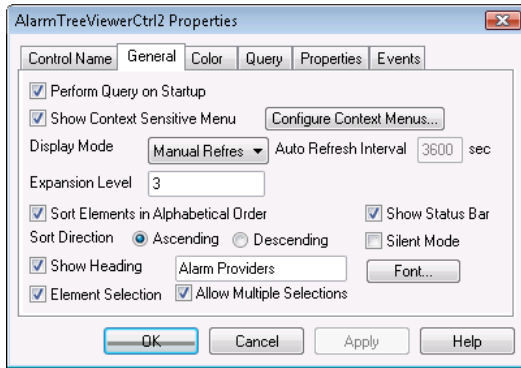 AlarmTreeViewerCtrl2 Properties
Control Name General Color Query Properties Events
Perform Query on Startup
Show Context Sensitive Menu Configure Context Menus...
Display Mode Manual Refres Auto Refresh Interval 3600 sec
Expansion Level 3
Sort Elements in Alphabetical Order Show Status Bar
Sort Direction Ascending Descending Silent Mode
Show Heading Alarm Providers Font...
Element Selection Allow Multiple Selections
OK Cancel Apply Help